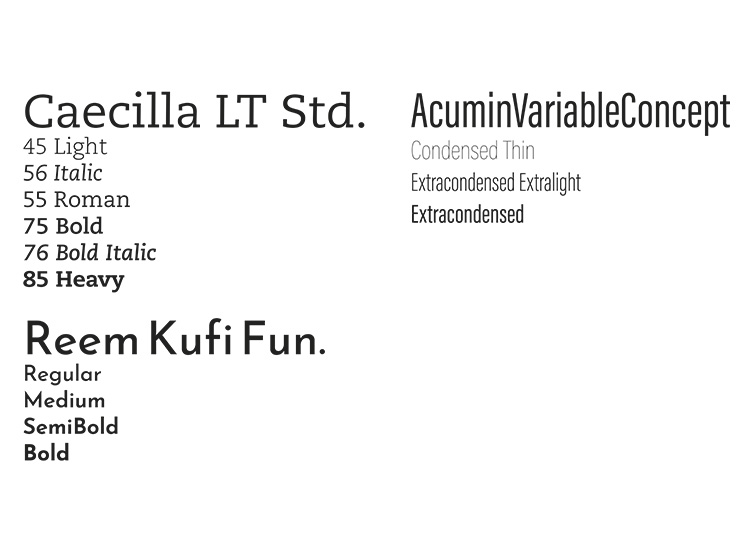 Caecilla LT Std.
45 Light
56 Italic
55 Roman
75 Bold
76 Bold Italic
85 Heavy
Reem Kufi Fun.
Regular
Medium
SemiBold
Bold
AcuminVariableConcept
Condensed Thin
Extracondensed Extralight
Extracondensed